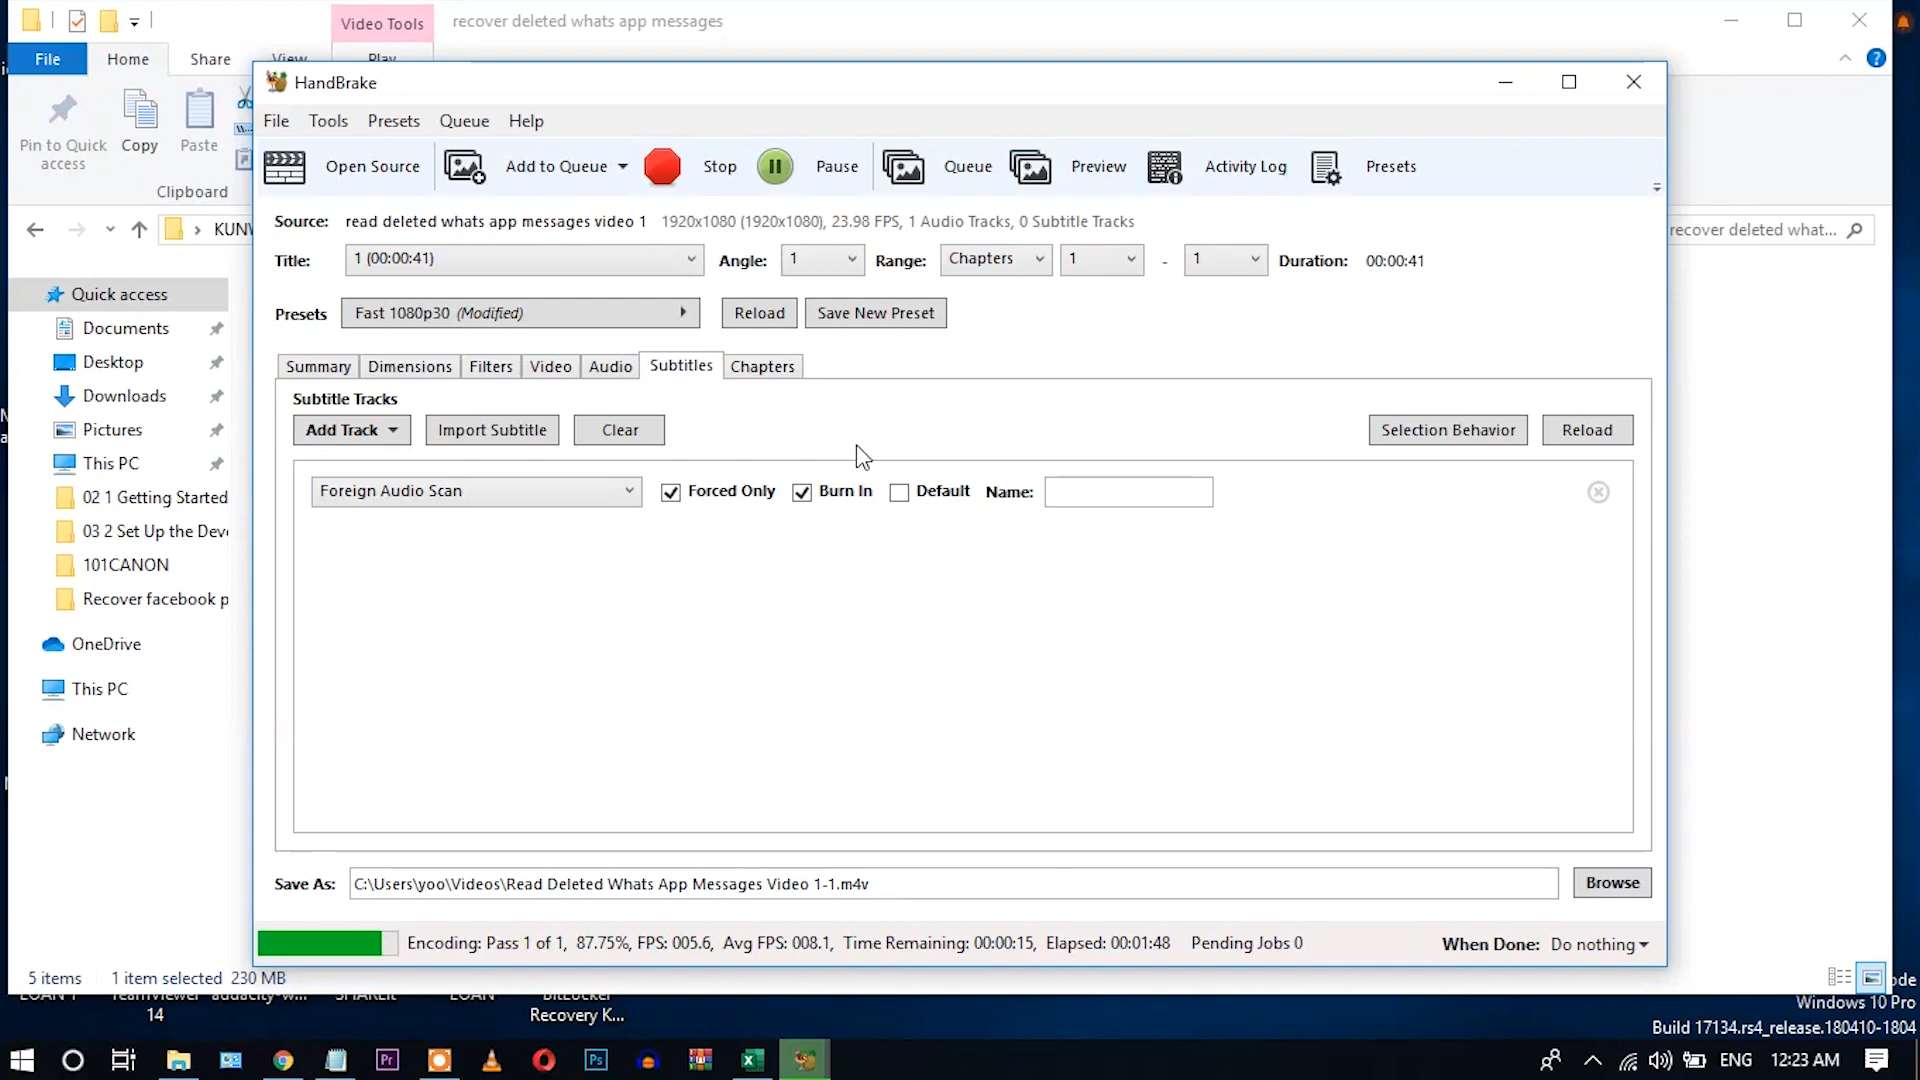 Video Tools
recover deleted whats app messages
File
Home
Share
View
Play
Pin to Quick access
Copy
Paste
Clipboard
recover deleted what...
Quick access
Documents
Desktop
Downloads
Pictures
This PC
02 1 Getting Started
03 2 Set Up the Dev
101CANON
Recover facebook p
OneDrive
This PC
Network
5 items
1 item selected 230 MB
HandBrake
File
Tools
Presets
Queue
Help
Open Source
Add to Queue
Stop
Pause
Queue
Preview
Activity Log
Presets
Source: read deleted whats app messages video 1 1920x1080 (1920x1080), 23.98 FPS, 1 Audio Tracks, 0 Subtitle Tracks
Title: 1 (00:00:41) Angle: 1 Range: Chapters 1 - 1 Duration: 00:00:41
Presets Fast 1080p30 (Modified) Reload Save New Preset
Summary Dimensions Filters Video Audio Subtitles Chapters
Subtitle Tracks
Add Track Import Subtitle Clear Selection Behavior Reload
Foreign Audio Scan Forced Only Burn In Default Name:
Save As: C:\Users\yoo\Videos\Read Deleted Whats App Messages Video 1-1.m4v Browse
Encoding: Pass 1 of 1, 87.75%, FPS: 005.6, Avg FPS: 008.1, Time Remaining: 00:00:15, Elapsed: 00:01:48 Pending Jobs 0 When Done: Do nothing
14
BitLocker
Recovery K...
Windows 10 Pro
Build 17134.rs4_release.180410-1804
ENG 12:23 AM